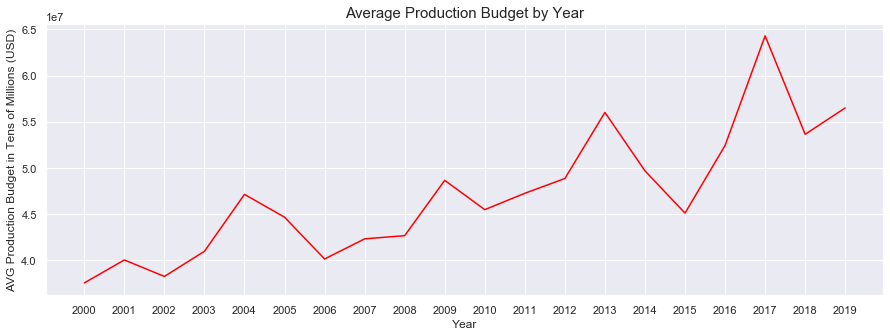 Average Production Budget by Year
1e7
AVG Production Budget in Tens of Millions (USD)
6.5
6.0
5.5
5.0
4.5
4.0
2000 2001 2002 2003 2004 2005 2006 2007 2008 2009 2010 2011 2012 2013 2014 2015 2016 2017 2018 2019
Year